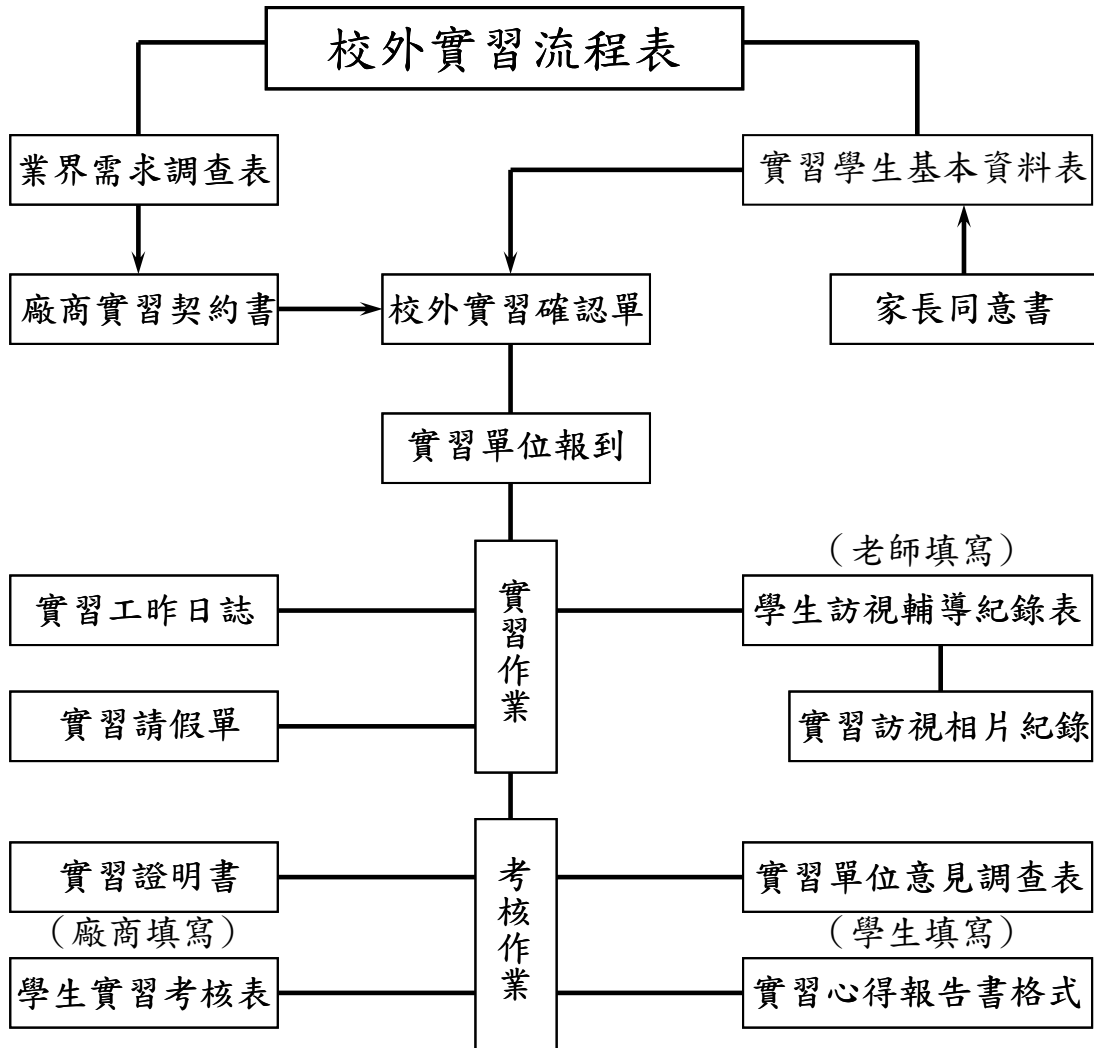 校外實習流程表
業界需求調查表
實習學生基本資料表
廠商實習契約書
校外實習確認單
家長同意書
實習單位報到
實習作業
(老師填寫)
實習工昨日誌
學生訪視輔導紀錄表
實習請假單
實習訪視相片紀錄
考核作業
實習證明書
實習單位意見調查表
(廠商填寫)
(學生填寫)
學生實習考核表
實習心得報告書格式